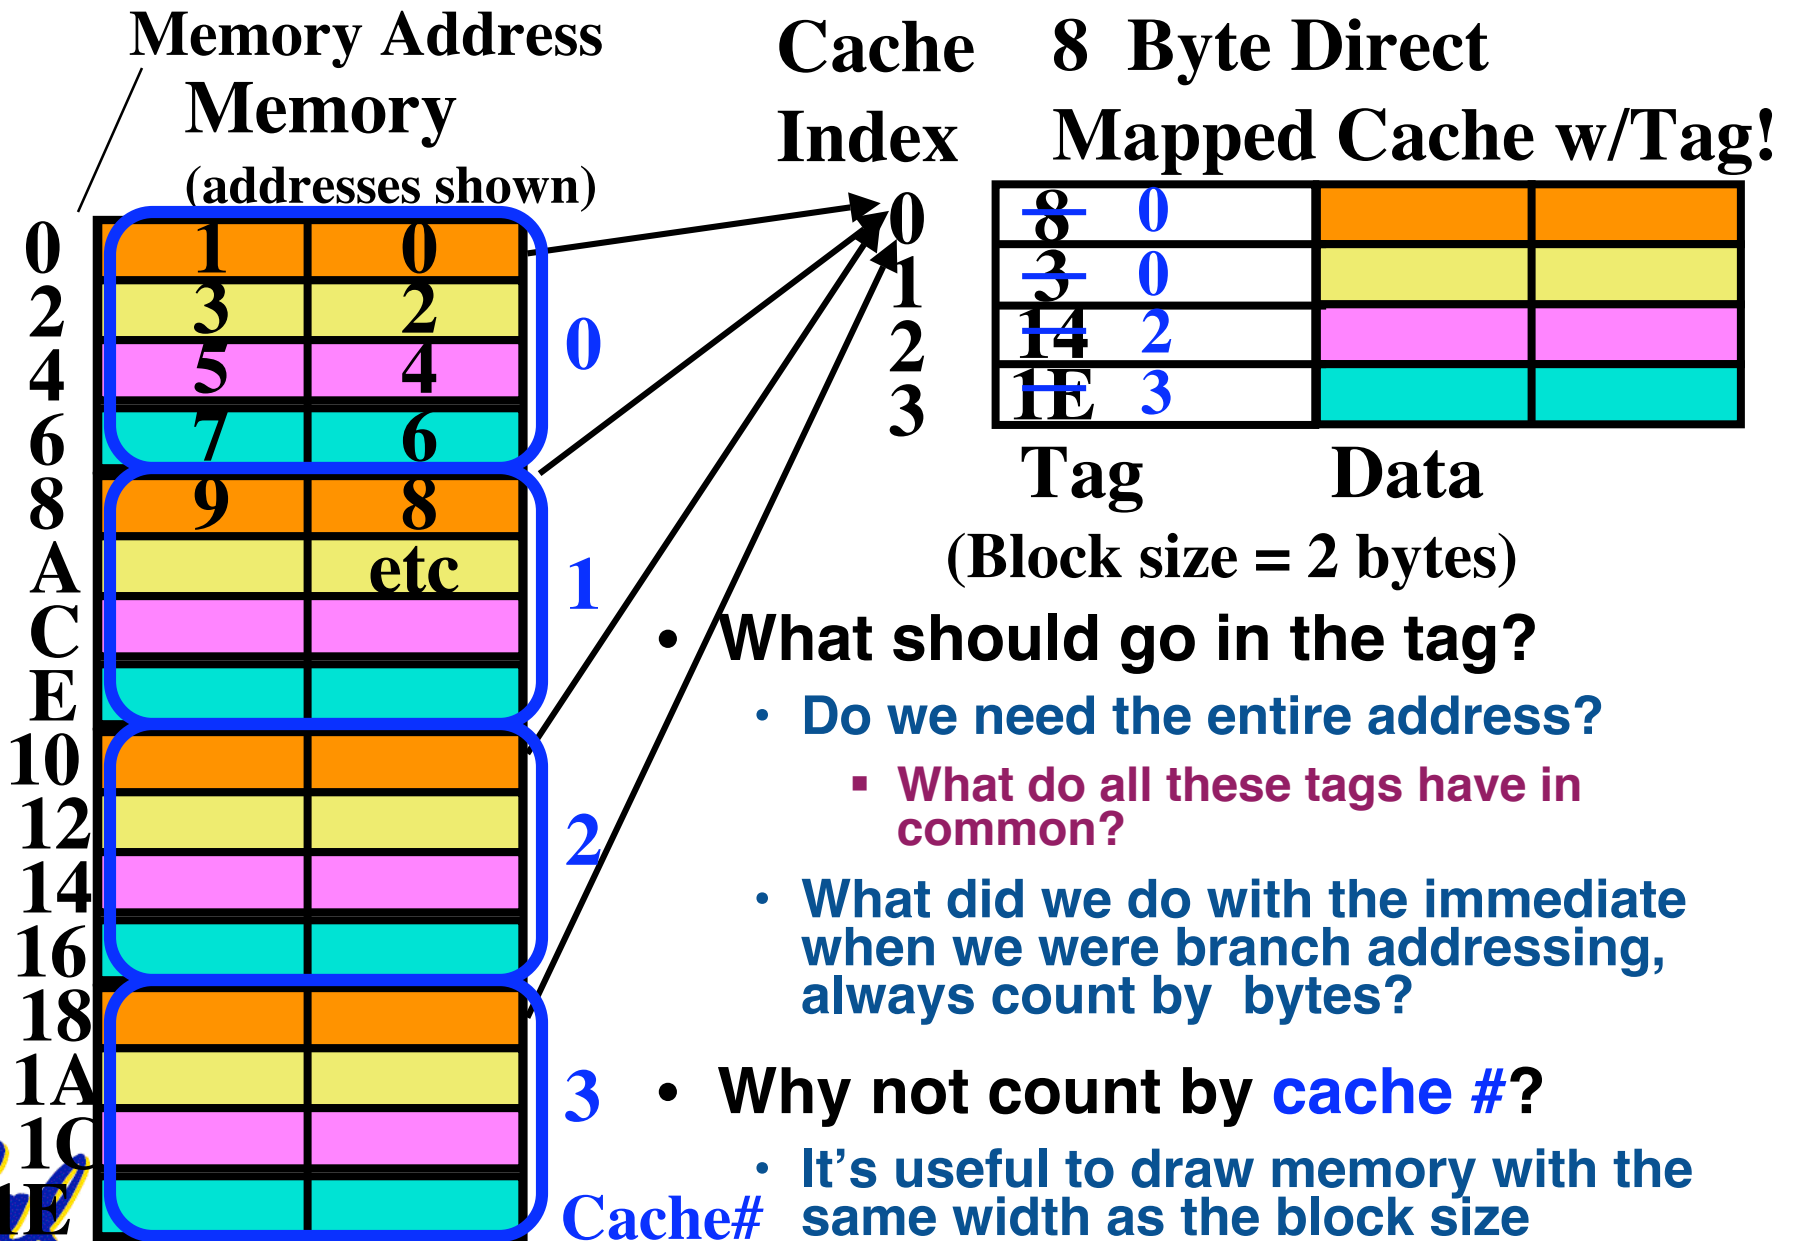 Memory Address
Memory
(addresses shown)
0 1 0
2 3 2
4 5 4
6 7 6
0
8 9 8
A etc
C
E
1
10
12
14
16
2
18
1A
1C
1E
3
Cache#
Cache
Index
8 Byte Direct
Mapped Cache w/Tag!
0 8 0
1 3 0
2 14 2
3 1E 3
Tag Data
(Block size = 2 bytes)
• What should go in the tag?
• Do we need the entire address?
▪ What do all these tags have in
common?
• What did we do with the immediate
when we were branch addressing,
always count by bytes?
• Why not count by cache #?
• It’s useful to draw memory with the
same width as the block size